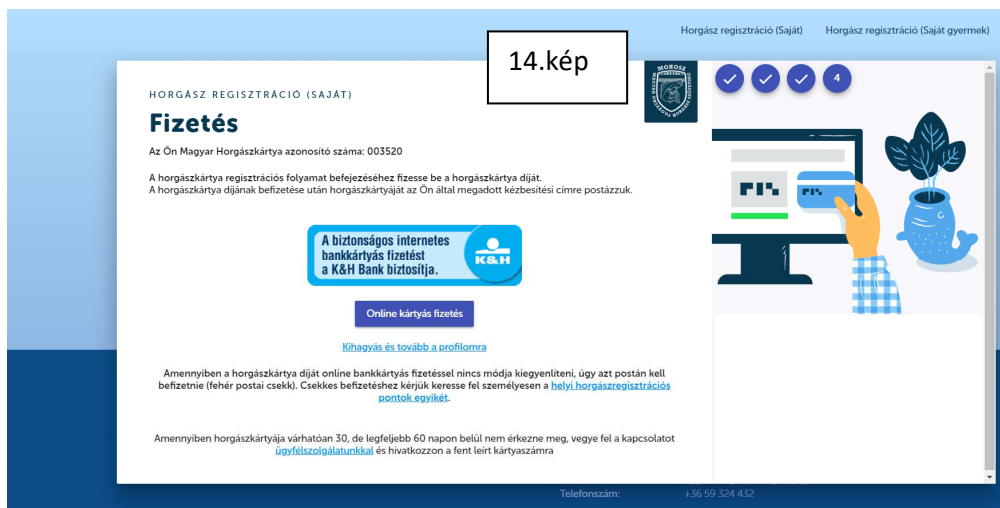 Horgász regisztráció (Saját) Horgász regisztráció (Saját gyermek)
14.kép
MOHOSZ
4
HORGÁSZ REGISZTRÁCIÓ (SAJÁT)
Fizetés
Az Ön Magyar Horgászkártya azonosító száma: 003520
A horgászkártya regisztrációs folyamat befejezéséhez fizesse be a horgászkártya díját.
A horgászkártya díjának befizetése után horgászkártyáját az Ön által megadott kézbesítési címre postázzuk.
A biztonságos internetes
bankkártyás fizetést
a K&H Bank biztosítja.
K&H
Online kártyás fizetés
Kihagyás és tovább a profilomra
Amennyiben a horgászkártya díját online bankkártyás fizetéssel nincs módja kiegyenlíteni, úgy azt postán kell
befizetnie (fehér postai csekk). Csekkes befizetéshez kérjük keresse fel személyesen a helyi horgászregisztrációs
pontok egyikét.
Amennyiben horgászkártyája várhatóan 30, de legfeljebb 60 napon belül nem érkezne meg, vegye fel a kapcsolatot
ügyfélszolgálatunkkal és hivatkozzon a fent leírt kártyaszámra
Telefonszám: +36 59 324 432